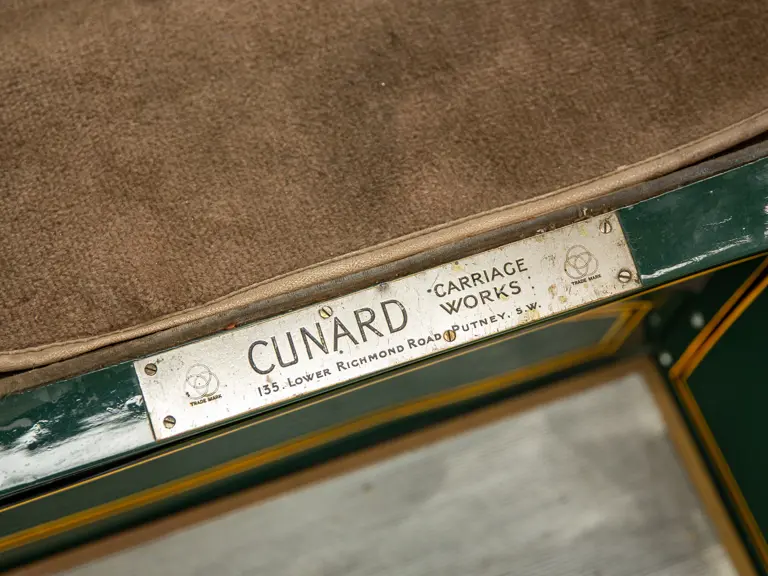 CUNARD
CARRIAGE
WORKS
135. LOWER RICHMOND ROAD PUTNEY. S.W.
TRADE MARK
TRADE MARK